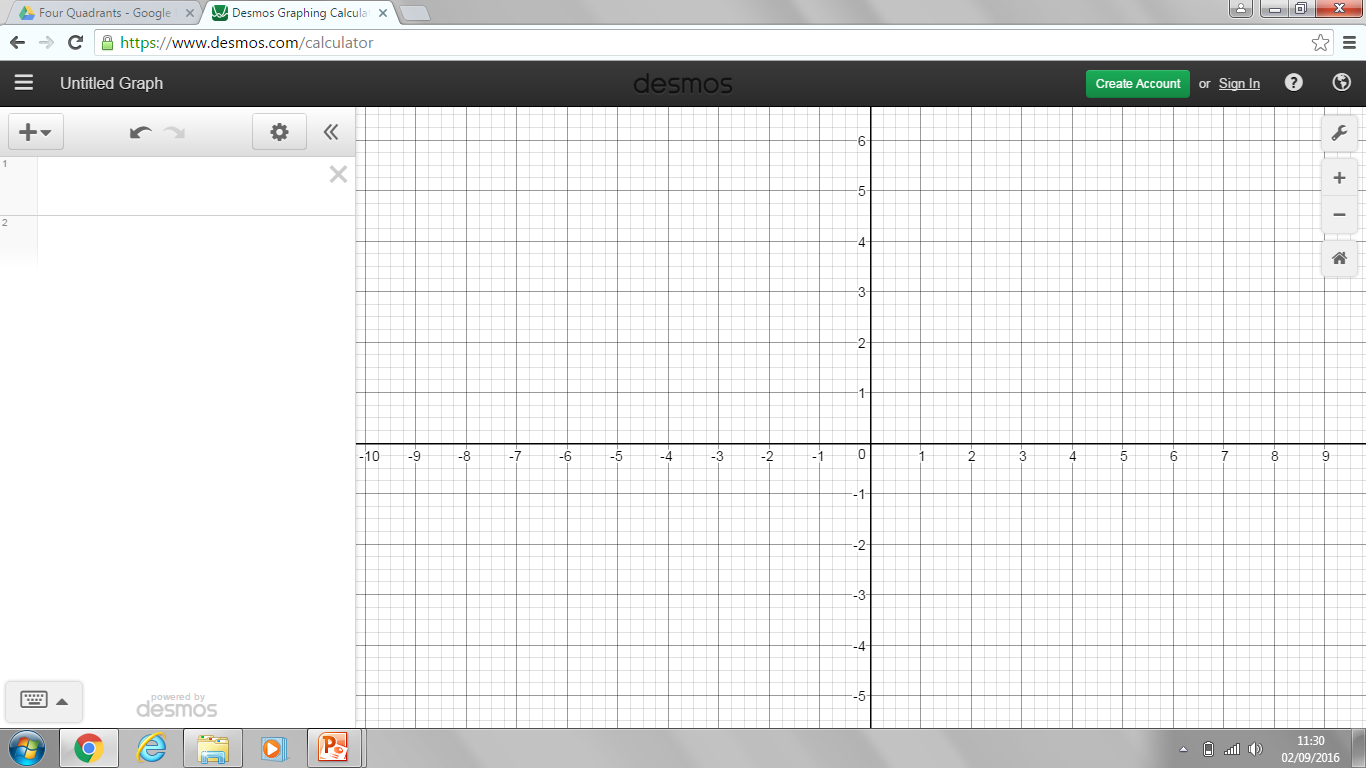 Four Quadrants - Google
Desmos Graphing Calcula
https://www.desmos.com/calculator
Untitled Graph
desmos
Create Account or Sign In ?
1
2
6
5
4
3
2
1
-10 -9 -8 -7 -6 -5 -4 -3 -2 -1 0 1 2 3 4 5 6 7 8 9
-1
-2
-3
-4
-5
powered by
desmos
11:30
02/09/2016